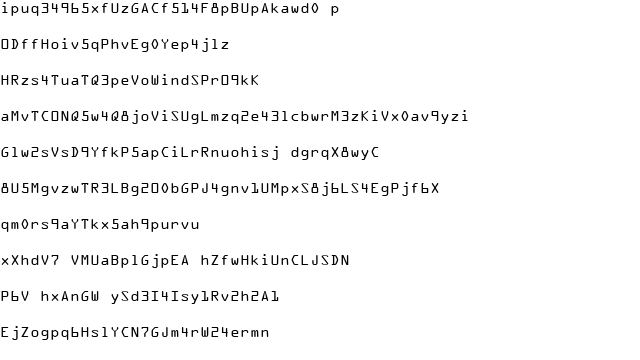 ipuq34965xfUzGACf514F8pBUpAkawd0 p
ODffHoiv5qPhvEg0Yep4jlz
HRzs4TuaTQ3peVoWindSPrO9kK
aMvTCONQ5w4Q8joViSUgLmzq2e43lcbwrM3zKiVx0av9yzi
Glw2sVsD9YfkP5apCiLrRnuohisj dgrqX8wyC
8U5MgvzwTR3LBg2O0bGPJ4gnv1UMpxS8j6LS4EgPjf6X
qm0rs9aYTkx5ah9purvu
xXhdV7 VMUaBplGjpEA hZfwHkiUnCLJSDN
P6V hxAnGW ySd3I4Isy1Rv2h2A1
EjZogpq6HslYCN7GJm4rW24ermn